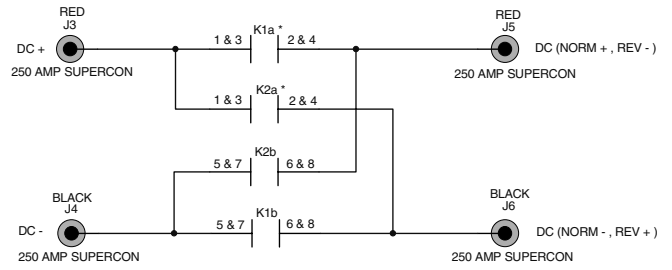 RED
J3
DC +
250 AMP SUPERCON
1 & 3
K1a *
2 & 4
RED
J5
DC (NORM + , REV - )
250 AMP SUPERCON
K2a *
1 & 3
2 & 4
K2b
5 & 7
6 & 8
BLACK
J4
DC -
250 AMP SUPERCON
5 & 7
K1b
6 & 8
BLACK
J6
DC (NORM - , REV + )
250 AMP SUPERCON